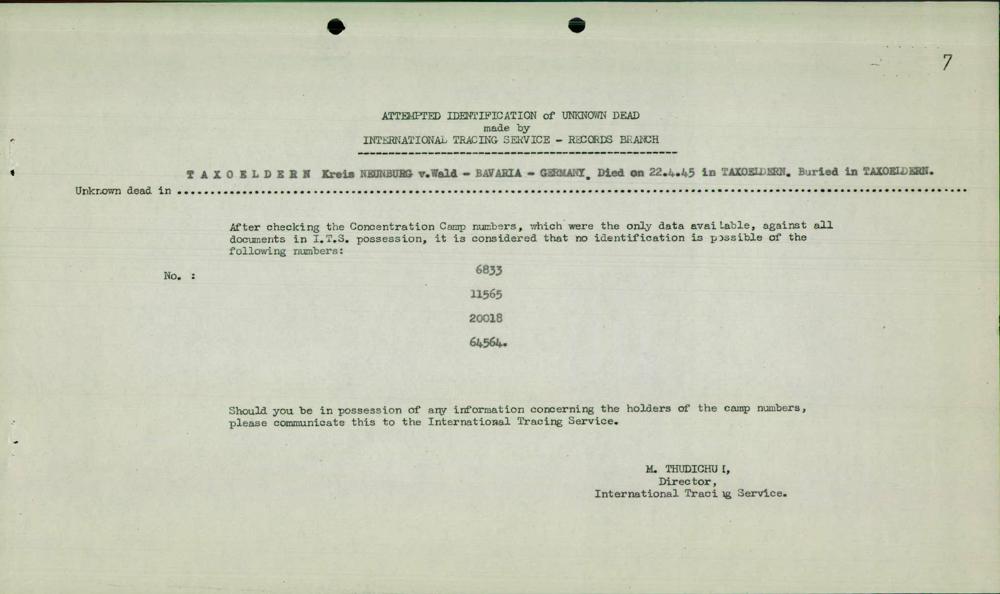 7
ATTEMPTED IDENTIFICATION of UNKNOWN DEAD
made by
INTERNATIONAL TRACING SERVICE - RECORDS BRANCH
TAXOELDERN Kreis NEUNBURG v.Wald - BAVARIA - GERMANY. Died on 22.4.45 in TAXOELDERN. Buried in TAXOELDERN.
Unknown dead in
After checking the Concentration Camp numbers, which were the only data available, against all
documents in I.T.S. possession, it is considered that no identification is possible of the
following numbers:
No. : 6833
11565
20018
64564.
Should you be in possession of any information concerning the holders of the camp numbers,
please communicate this to the International Tracing Service.
M. THUDICHUM,
Director,
International Tracing Service.